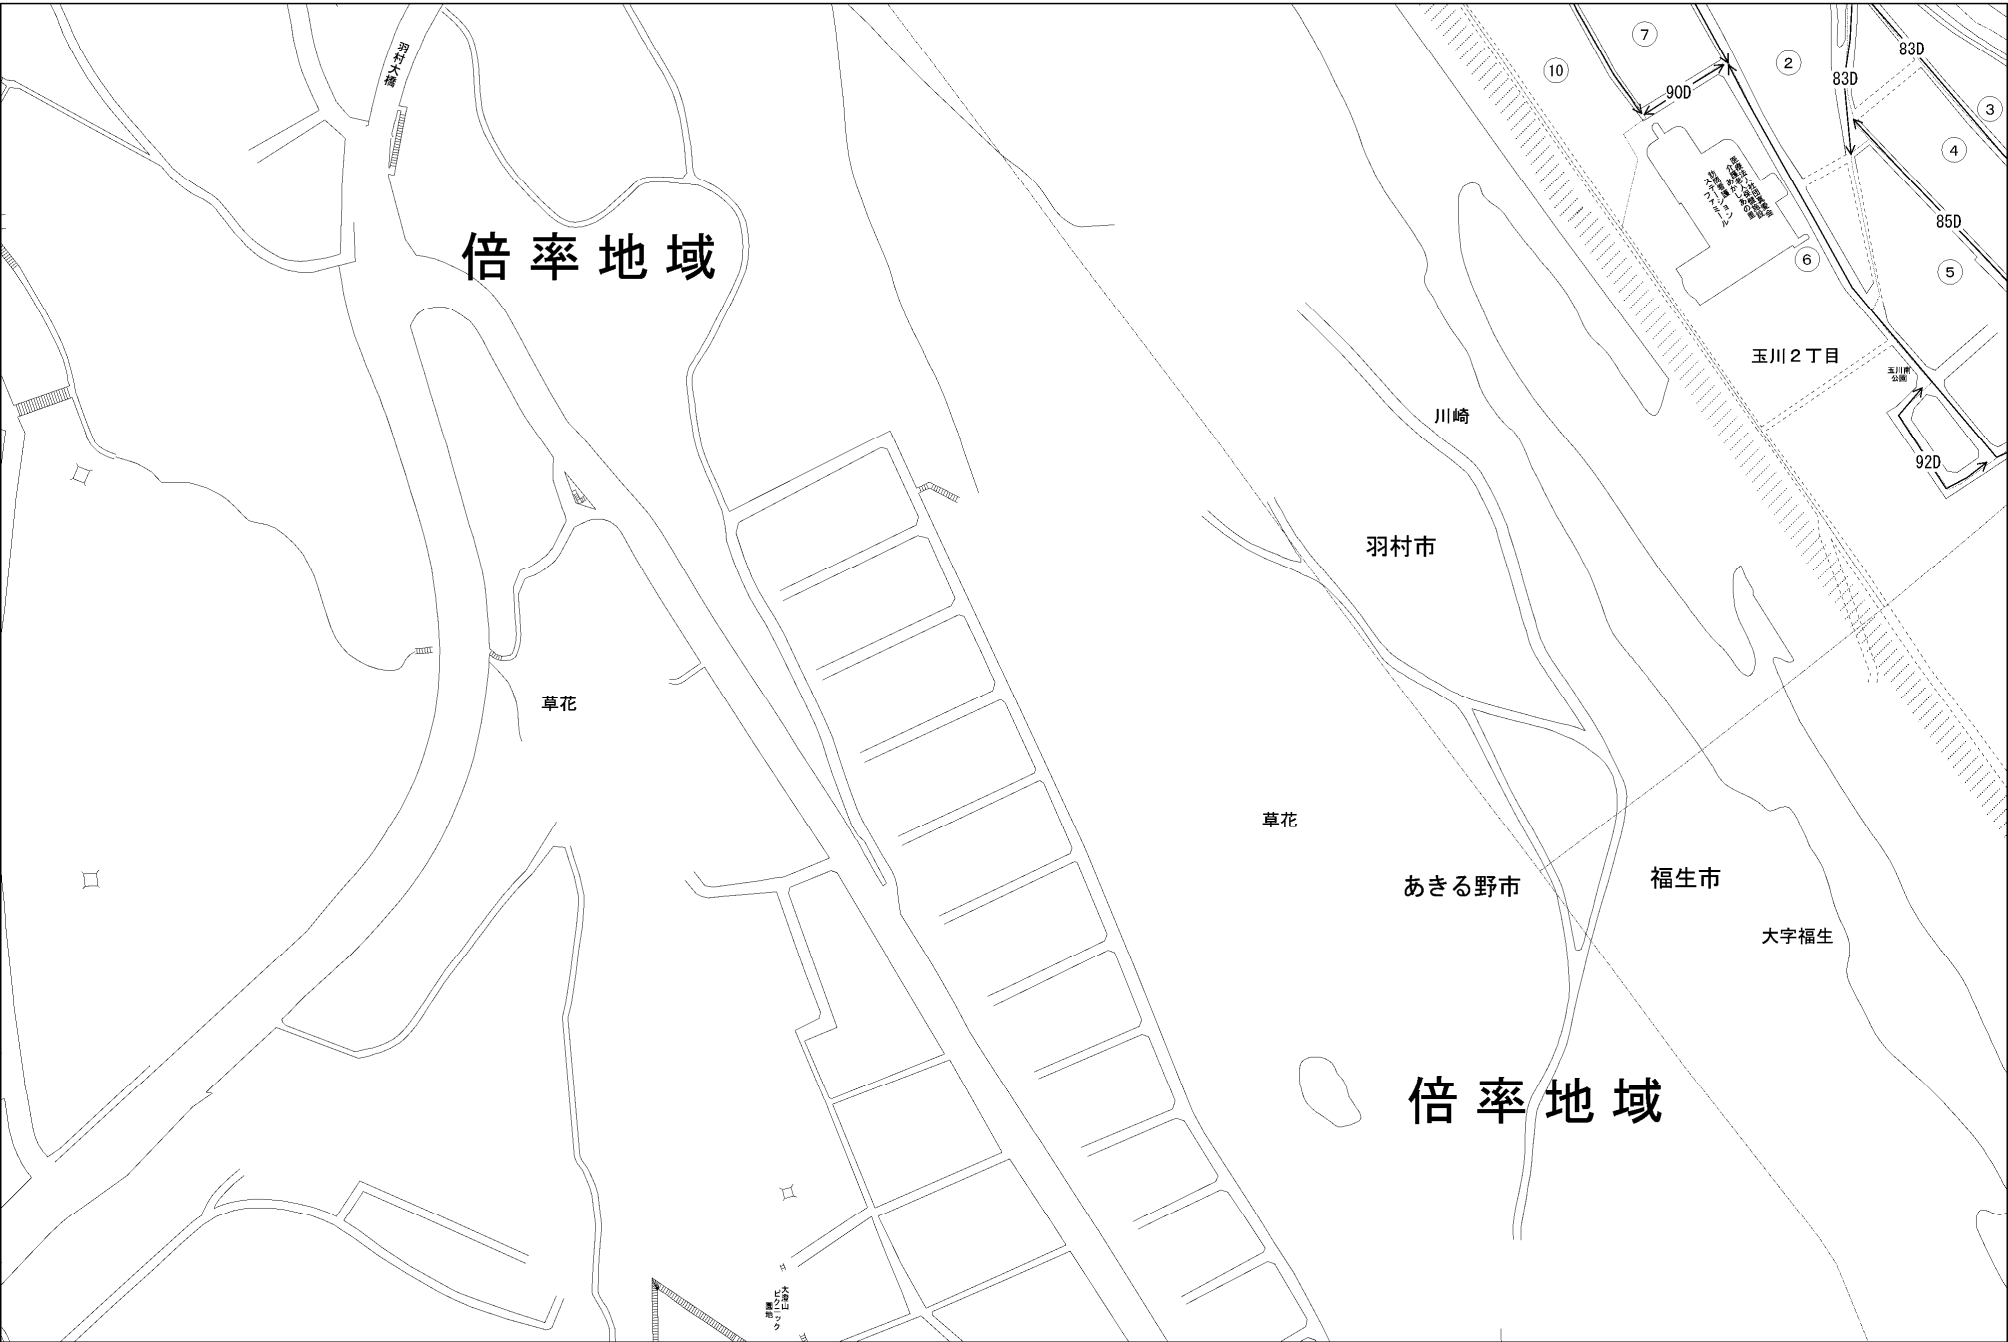 羽村大橋
倍率地域
⑦
②
⑩
83D
83D
90D
③
④
85D
⑤
⑥
玉川2丁目
玉川南
公園
92D
川崎
羽村市
草花
草花
あきる野市
福生市
大字福生
倍率地域
大澄山
ピクニック
園地